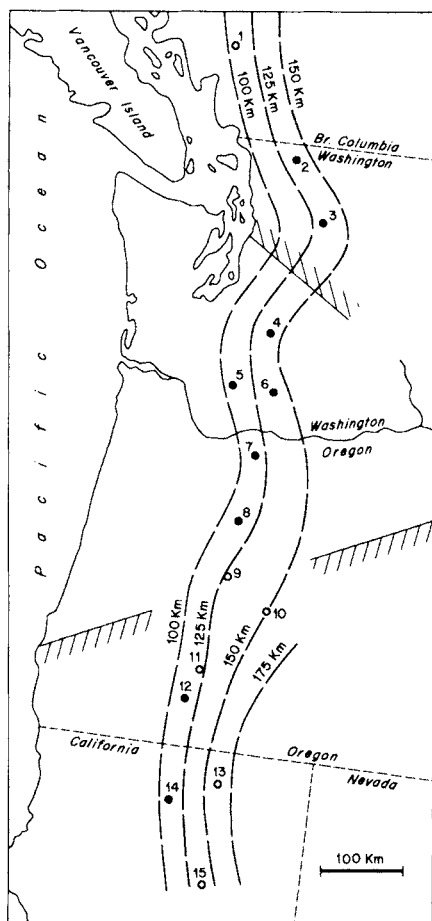 1
Vancouver
Island
100 Km
125 Km
150 Km
Br. Columbia
Washington
2
3
Pacific Ocean
4
5
6
Washington
Oregon
7
8
9
10
100 Km
125 Km
150 Km
175 Km
11
12
California
Oregon
Nevada
13
14
15
100 Km